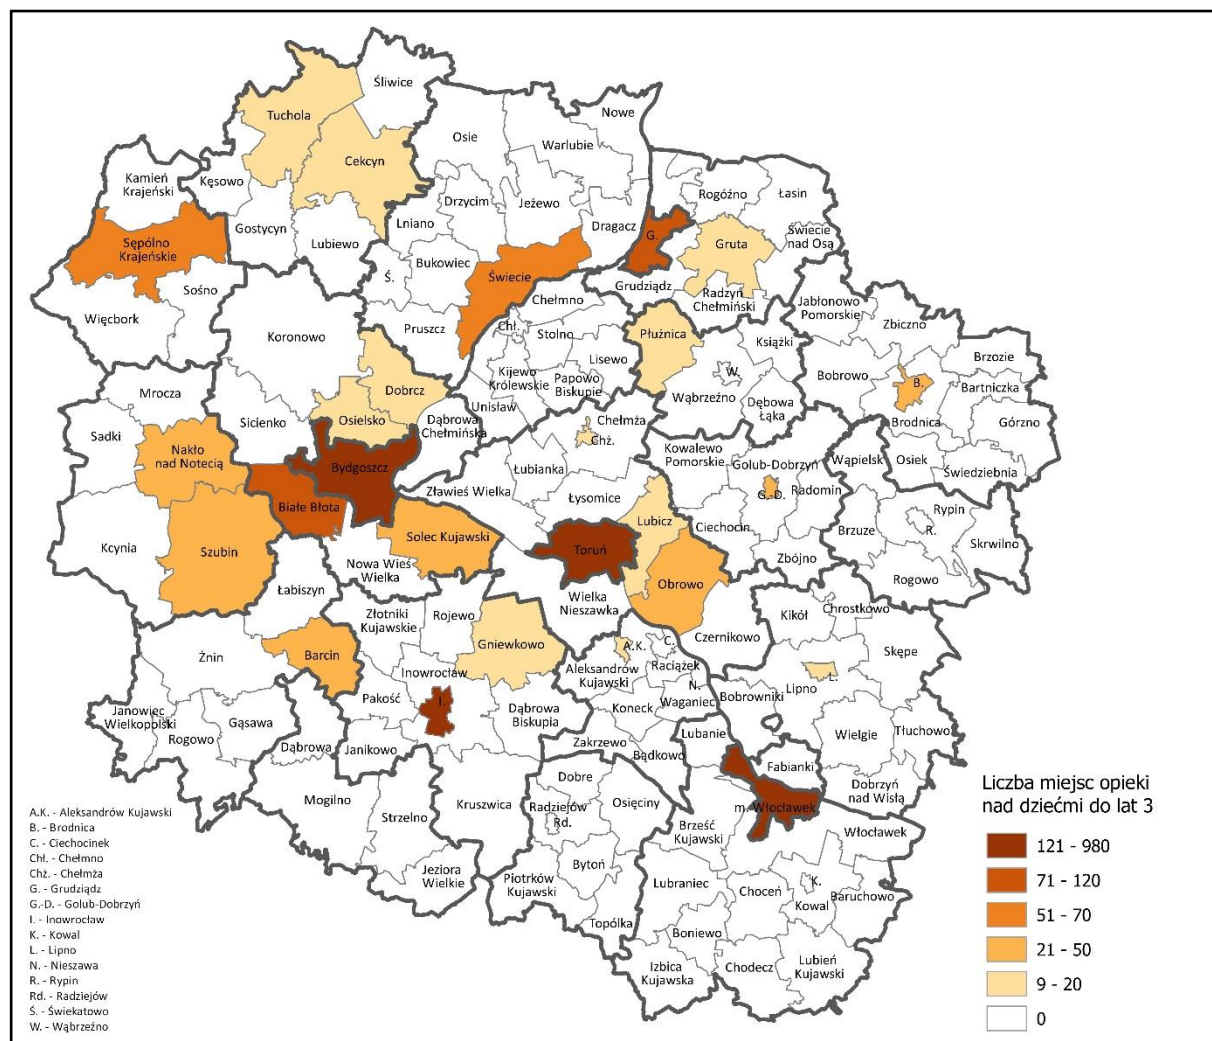 Śliwice
Tuchola
Nowe
Osie
Warlubie
Cekcyn
Kamień
Krajeński
Kęsowo
Rogóźno
Łasin
Drzycim
Jeżewo
Lniano
Dragacz
Gostycyn
Świecie
nad Osą
G.
Gruta
Sępólno
Krajeńskie
Lubiewo
Bukowiec
Ś.
Świecie
Grudziądz
Radzyń
Chełmiński
Sośno
Chełmno
Jabłonowo
Pomorskie
Więcbork
Zbiczno
Koronowo
Pruszcz
Chł.
Stolno
Płużnica
Książki
Lisewo
Brzozie
Kijewo
Królewskie
Papowo
Biskupie
W.
Bobrowo
B.
Bartniczka
Mrocza
Dobrcz
Wąbrzeźno
Dębowa
Łąka
Unisław
Osielsko
Dąbrowa
Chełmińska
Chełmża
Chż.
Brodnica
Górzno
Sadki
Sicienko
Nakło
nad Notecią
Kowalewo
Pomorskie
Golub-Dobrzyń
Wąpielsk
Osiek
Świedziebnia
Bydgoszcz
Łubianka
Zławieś Wielka
Łysomice
G.-D.
Radomin
Białe Błota
Rypin
Lubicz
Ciechocin
Brzuze
R.
Skrwilno
Kcynia
Szubin
Solec Kujawski
Toruń
Zbójno
Nowa Wieś
Wielka
Obrowo
Rogowo
Łabiszyn
Wielka
Nieszawka
Złotniki
Kujawskie
Rojewo
Kikół
Chrostkowo
Czernikowo
Gniewkowo
A.K.
C.
Skępe
Żnin
Barcin
Aleksandrów
Kujawski
Raciążek
Inowrocław
L.
N.
Lipno
Pakość
I.
Bobrowniki
Waganiec
Janowiec
Wielkopolski
Gąsawa
Dąbrowa
Biskupia
Koneck
Rogowo
Lubanie
Wielgie
Tłuchowo
Dąbrowa
Janikowo
Zakrzewo
Bądkowo
Fabianki
Dobre
Dobrzyń
nad Wisłą
Mogilno
Kruszwica
Radziejów
Rd.
Osięciny
m. Włocławek
Strzelno
Brześć
Kujawski
Włocławek
Bytoń
Jeziora
Wielkie
Piotrków
Kujawski
Lubraniec
Choceń
K.
Kowal
Baruchowo
Topólka
Boniewo
Izbica
Kujawska
Chodecz
Lubień
Kujawski
A.K. - Aleksandrów Kujawski
B. - Brodnica
C. - Ciechocinek
Chł. - Chełmno
Chż. - Chełmża
G. - Grudziądz
G.-D. - Golub-Dobrzyń
I. - Inowrocław
K. - Kowal
L. - Lipno
N. - Nieszawa
R. - Rypin
Rd. - Radziejów
Ś. - Świekatowo
W. - Wąbrzeźno
Liczba miejsc opieki
nad dziećmi do lat 3
121 - 980
71 - 120
51 - 70
21 - 50
9 - 20
0